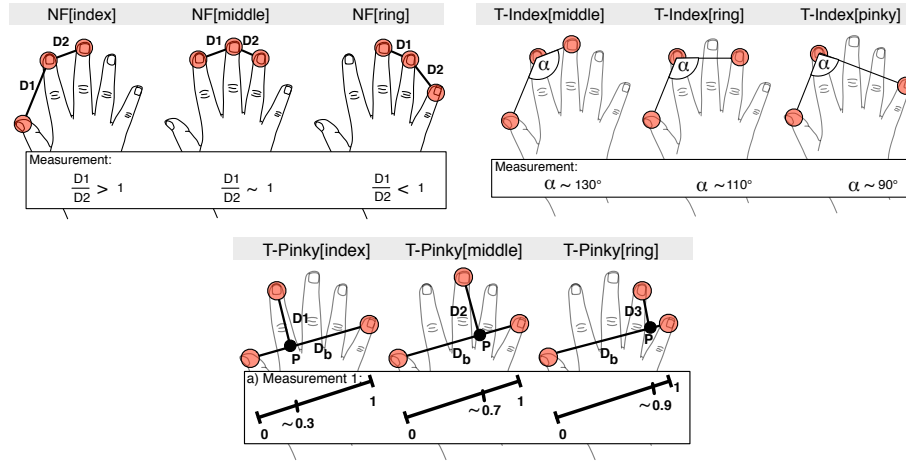 NF[index] NF[middle] NF[ring]
D1 D2 D1 D2 D1 D2
Measurement:
D1/D2 > 1 D1/D2 ~ 1 D1/D2 < 1
T-Index[middle] T-Index[ring] T-Index[pinky]
α α α
Measurement:
α ~ 130° α ~ 110° α ~ 90°
T-Pinky[index] T-Pinky[middle] T-Pinky[ring]
D1 D2 D3
P P P
Db Db Db
a) Measurement 1:
0 ~0.3 1 0 ~0.7 1 0 ~0.9 1